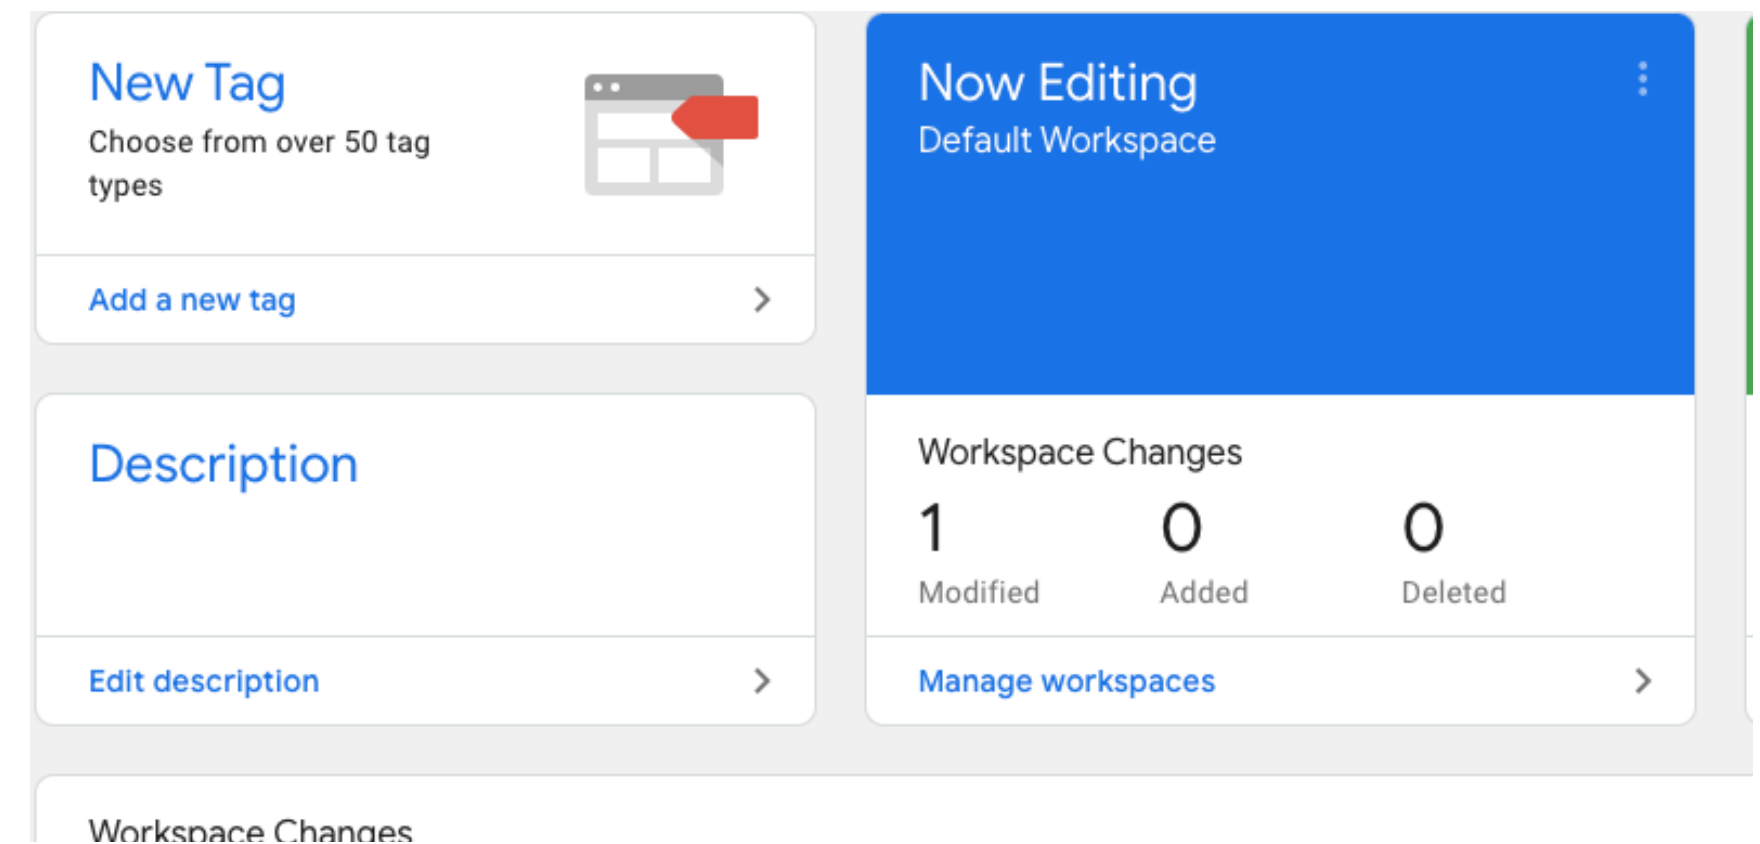 New Tag
Choose from over 50 tag
types
Add a new tag
Description
Edit description
Now Editing
Default Workspace
Workspace Changes
1 0 0
Modified Added Deleted
Manage workspaces
Workspace Changes